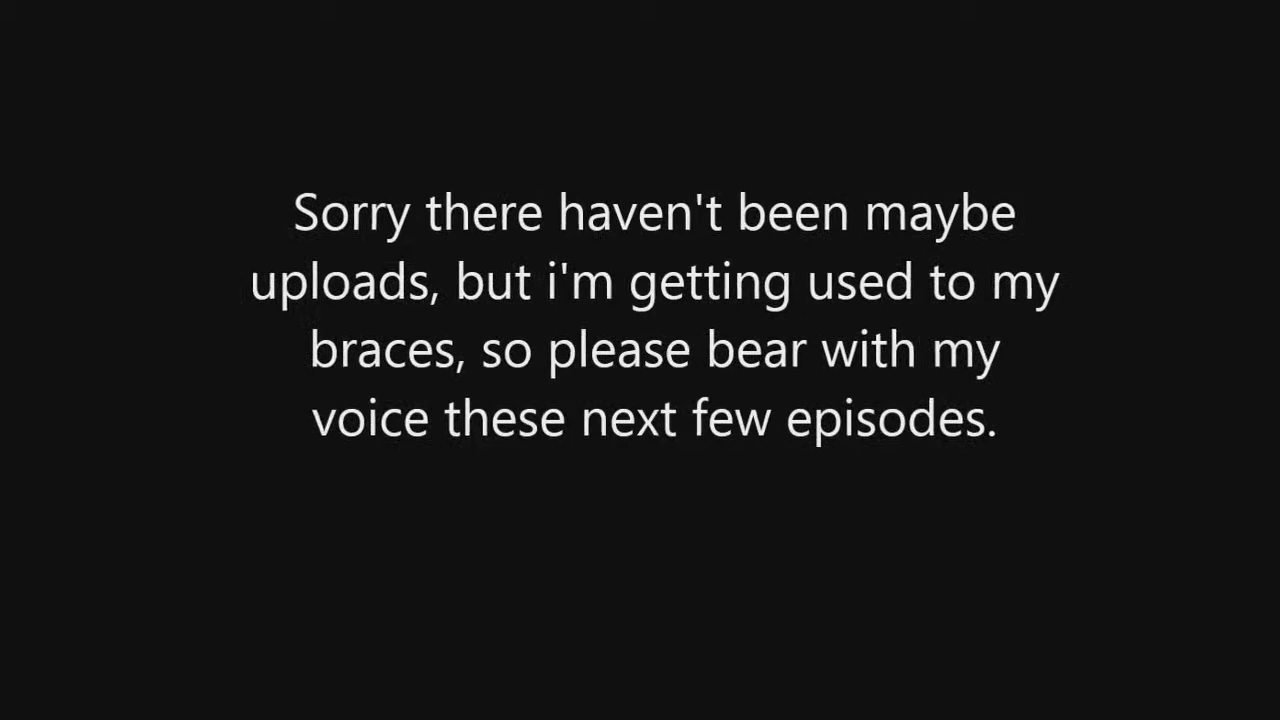 Sorry there haven't been maybe
uploads, but i'm getting used to my
braces, so please bear with my
voice these next few episodes.